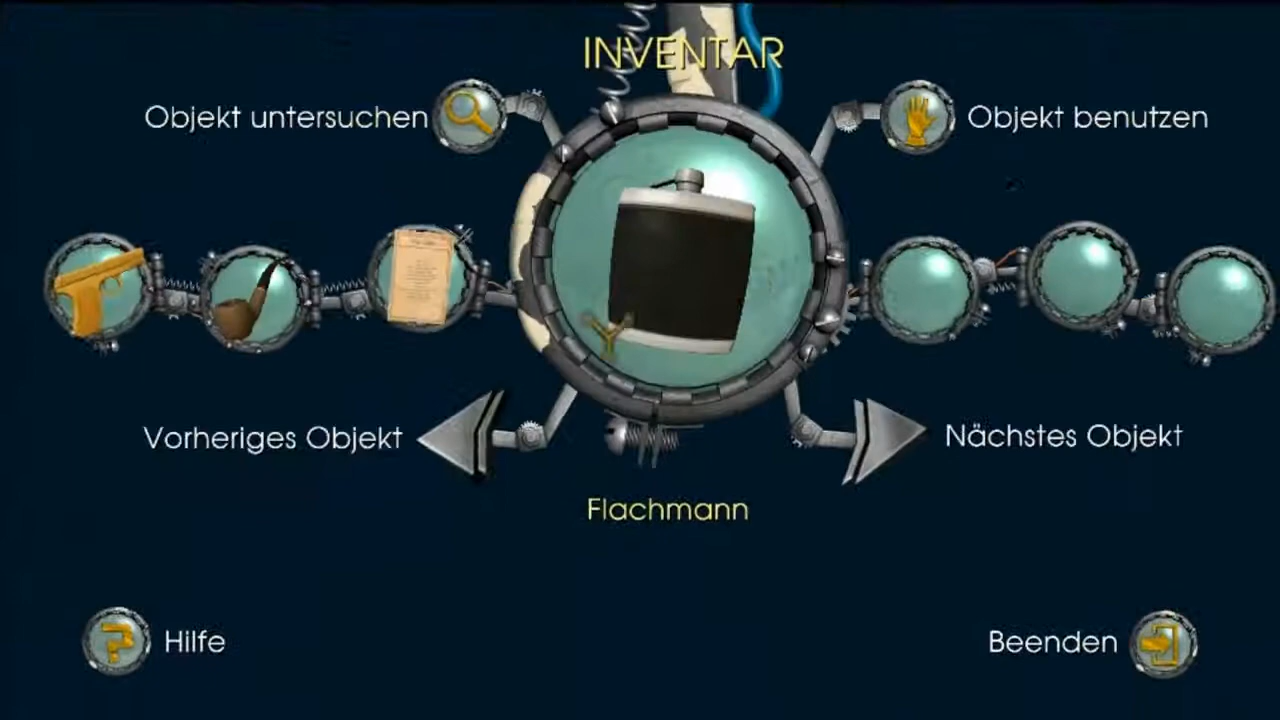 INVENTAR
Objekt untersuchen
Objekt benutzen
Vorheriges Objekt
Nächstes Objekt
Flachmann
Hilfe
Beenden